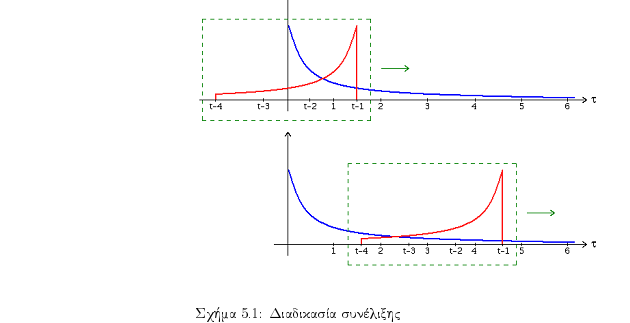 t-4 t-3 t-2 1 t-1 2 3 4 5 6 τ
1 t-4 2 t-3 3 t-2 4 t-1 5 6 τ
Σχήμα 5.1: Διαδικασία συνέλιξης